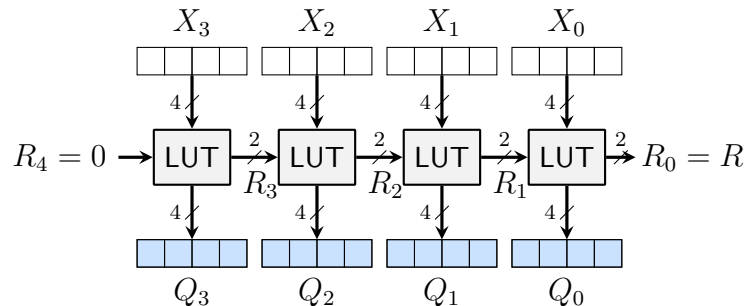 X₃ X₂ X₁ X₀
4 4 4 4
R₄ = 0 LUT 2 LUT 2 LUT 2 LUT 2 R₀ = R
R₃ R₂ R₁
4 4 4 4
Q₃ Q₂ Q₁ Q₀